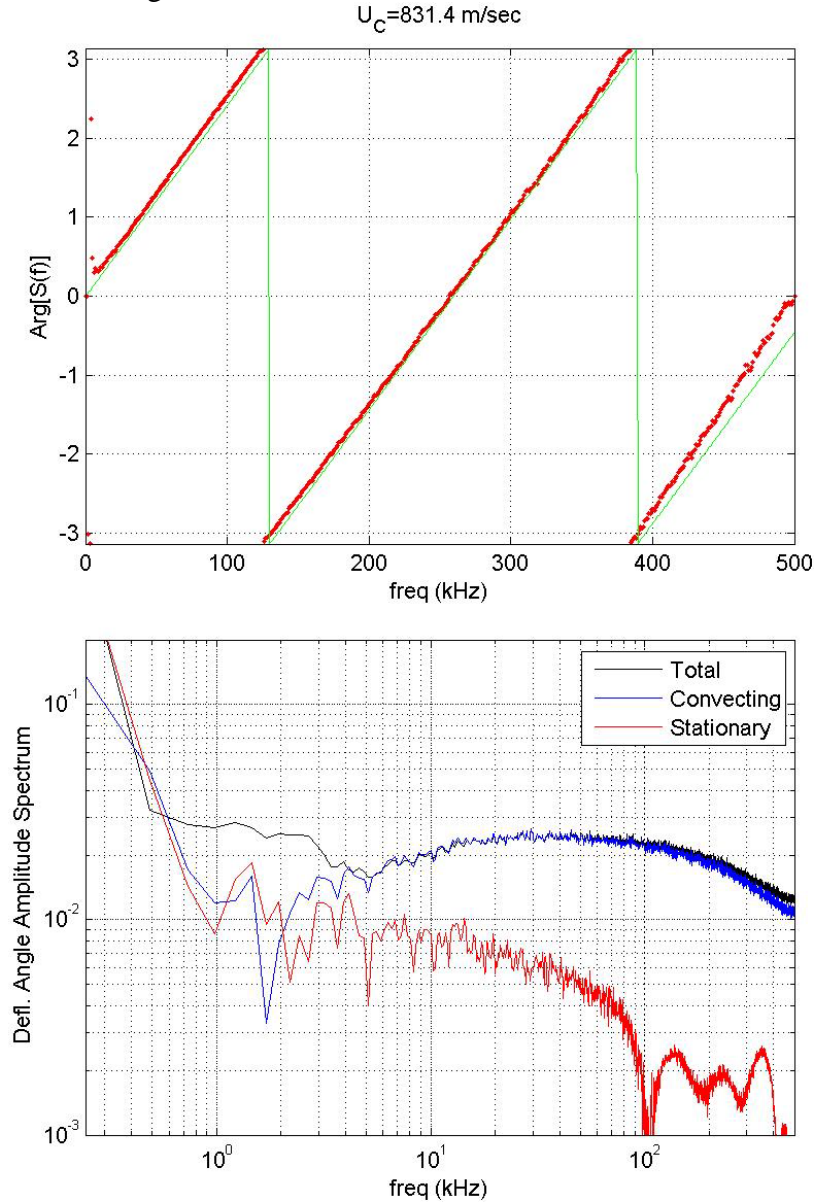 U_C=831.4 m/sec
3
2
1
0
-1
-2
-3
Arg[S(f)]
0 100 200 300 400 500
freq (kHz)
Total
Convecting
Stationary
10^-1
10^-2
10^-3
Defl. Angle Amplitude Spectrum
10^0 10^1 10^2
freq (kHz)